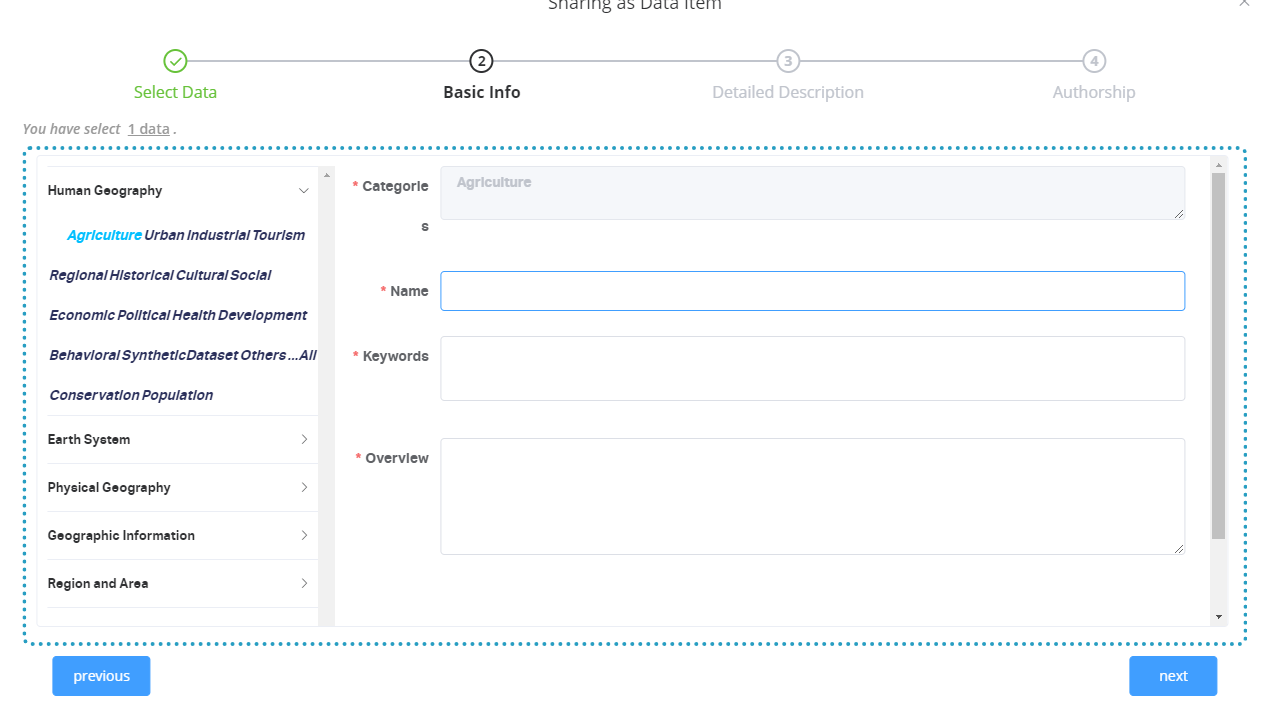 Sharing as Data Item
2 3 4
Select Data Basic Info Detailed Description Authorship
You have select 1 data .
Human Geography
Agriculture Urban Industrial Tourism
Regional Historical Cultural Social
Economic Political Health Development
Behavioral SyntheticDataset Others ...All
Conservation Population
Earth System
Physical Geography
Geographic Information
Region and Area
* Categorie
s
Agriculture
* Name
* Keywords
* Overview
previous
next